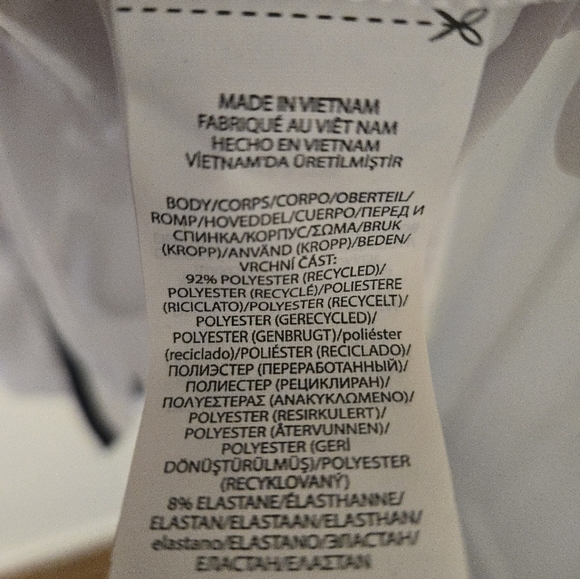 MADE IN VIETNAM
FABRIQUÉ AU VIÊT NAM
HECHO EN VIETNAM
VİETNAM'DA ÜRETİLMİŞTİR
BODY/CORPS/CORPO/OBERTEIL/
ROMP/HOVEDDEL/CUERPO/ПЕРЕД И
СПИНКА/КОРПУС/ΣΩΜΑ/BRUK
(KROPP)/ANVÄND (KROPP)/BEDEN/
VRCHNÍ ČÁST:
92% POLYESTER (RECYCLED)/
POLYESTER (RECYCLÉ)/POLIESTERE
(RICICLATO)/POLYESTER (RECYCELT)/
POLYESTER (GERECYCLED)/
POLYESTER (GENBRUGT)/poliéster
(reciclado)/POLIÉSTER (RECICLADO)/
ПОЛИЭСТЕР (ПЕРЕРАБОТАННЫЙ)/
ПОЛИЕСТЕР (РЕЦИКЛИРАН)/
ΠΟΛΥΕΣΤΕΡΑΣ (ΑΝΑΚΥΚΛΩΜΕΝΟ)/
POLYESTER (RESIRKULERT)/
POLYESTER (ÅTERVUNNEN)/
POLYESTER (GERİ
DÖNÜŞTÜRÜLMÜŞ)/POLYESTER
(RECYKLOVANÝ)
8% ELASTANE/ÉLASTHANNE/
ELASTAN/ELASTAAN/ELASTHAN/
elastano/ELASTANO/ЭЛАСТАН/
ЕЛАСТАН/ΕΛΑΣΤΑΝ